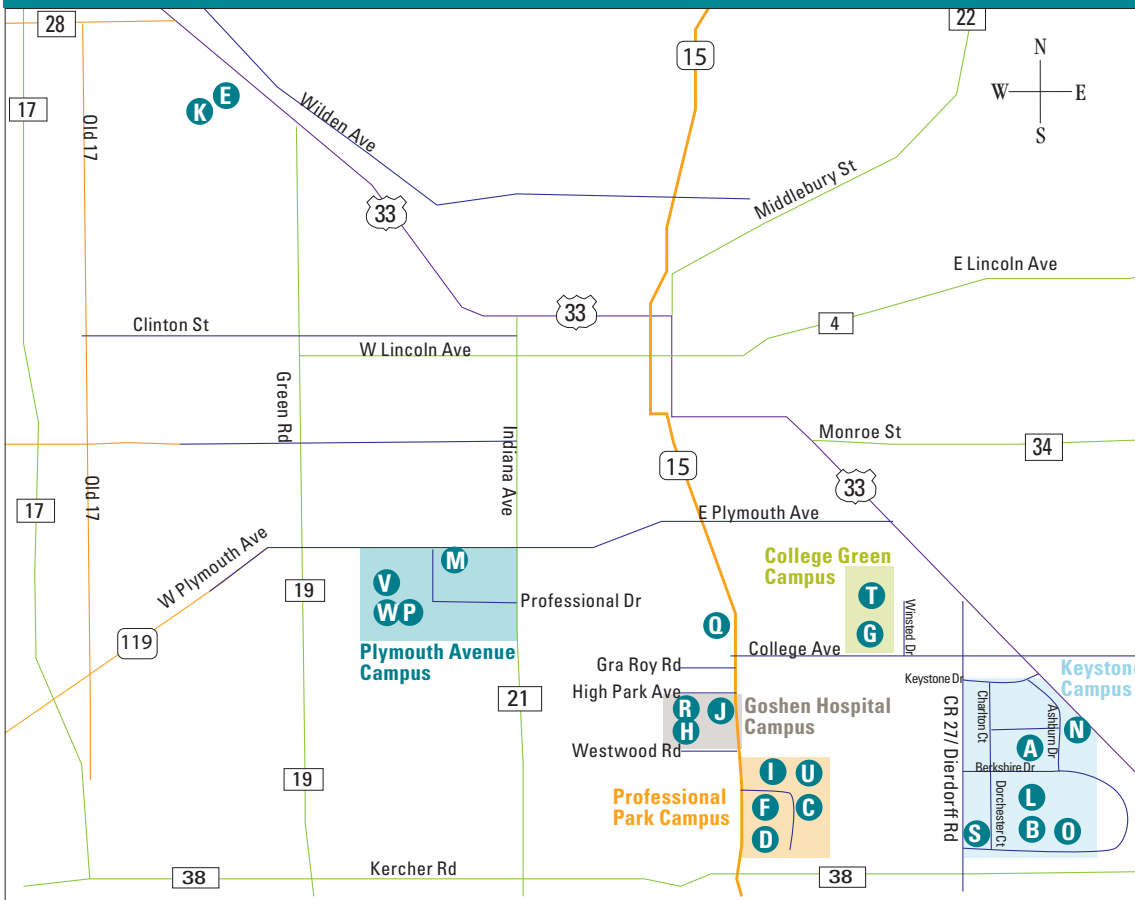 28
22
15
N
W E
S
17
K E
Old 17
Wilden Ave
33
Middlebury St
E Lincoln Ave
33
4
Clinton St
W Lincoln Ave
Green Rd
Indiana Ave
Monroe St
34
15
33
Old 17
17
E Plymouth Ave
W Plymouth Ave
M
College Green
Campus
V
T
19
W P
Professional Dr
Q
G
Winsted Dr
119
Plymouth Avenue
Campus
College Ave
Gra Roy Rd
Keystone
Campus
Keystone Dr
High Park Ave
21
R J
Goshen Hospital
Campus
H
Charlton Ct
Ashburn Dr
N
CR 27/ Dierdorff Rd
A
Westwood Rd
Berkshire Dr
19
I U
Professional
Park Campus
F C
D
Dorchester Ct
L
S
B O
Kercher Rd
38
38